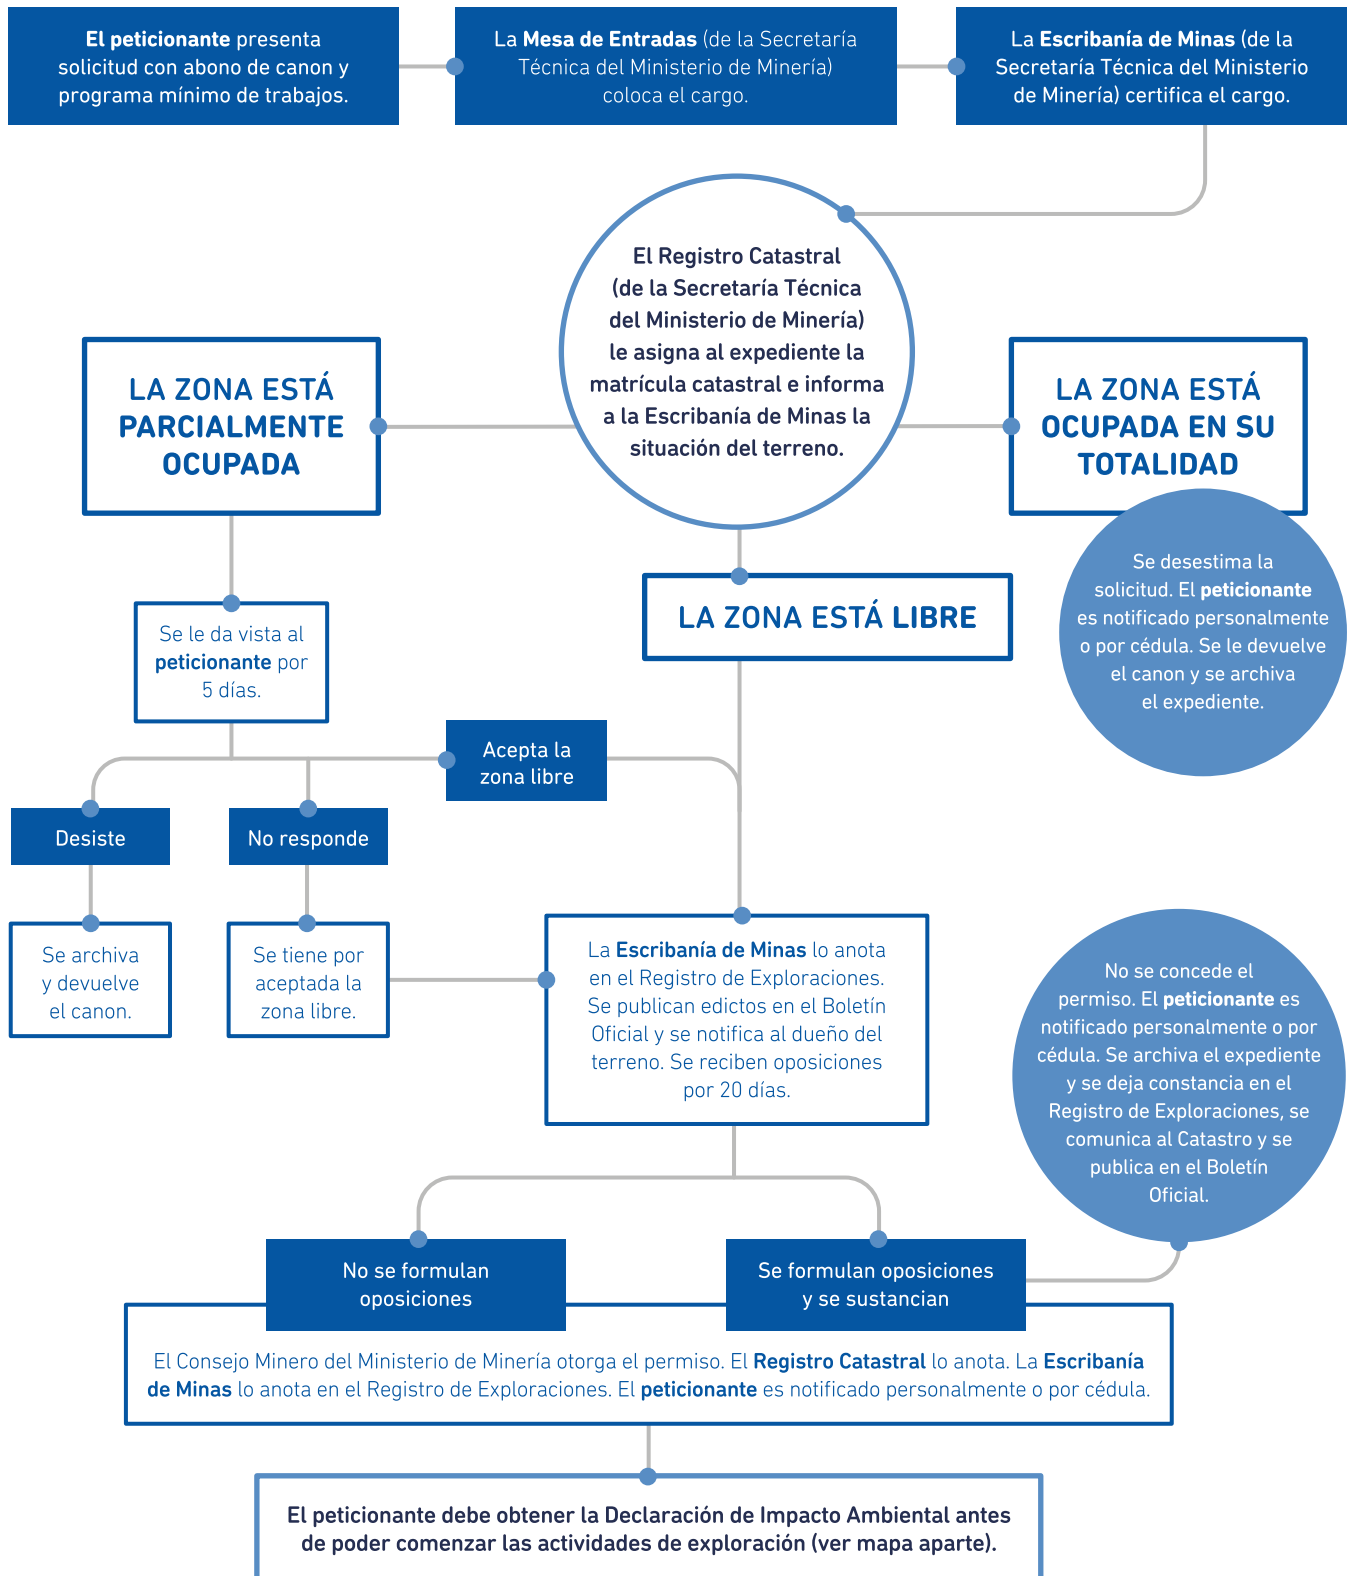 El peticionante presenta
solicitud con abono de canon y
programa mínimo de trabajos.
La Mesa de Entradas (de la Secretaría
Técnica del Ministerio de Minería)
coloca el cargo.
La Escribanía de Minas (de la
Secretaría Técnica del Ministerio
de Minería) certifica el cargo.
El Registro Catastral
(de la Secretaría Técnica
del Ministerio de Minería)
le asigna al expediente la
matrícula catastral e informa
a la Escribanía de Minas la
situación del terreno.
LA ZONA ESTÁ
PARCIALMENTE
OCUPADA
LA ZONA ESTÁ
OCUPADA EN SU
TOTALIDAD
Se desestima la
solicitud. El peticionante
es notificado personalmente
o por cédula. Se le devuelve
el canon y se archiva
el expediente.
LA ZONA ESTÁ LIBRE
Se le da vista al
peticionante por
5 días.
Acepta la
zona libre
Desiste
No responde
Se archiva
y devuelve
el canon.
Se tiene por
aceptada la
zona libre.
La Escribanía de Minas lo anota
en el Registro de Exploraciones.
Se publican edictos en el Boletín
Oficial y se notifica al dueño del
terreno. Se reciben oposiciones
por 20 días.
No se concede el
permiso. El peticionante es
notificado personalmente o por
cédula. Se archiva el expediente
y se deja constancia en el
Registro de Exploraciones, se
comunica al Catastro y se
publica en el Boletín
Oficial.
No se formulan
oposiciones
Se formulan oposiciones
y se sustancian
El Consejo Minero del Ministerio de Minería otorga el permiso. El Registro Catastral lo anota. La Escribanía
de Minas lo anota en el Registro de Exploraciones. El peticionante es notificado personalmente o por cédula.
El peticionante debe obtener la Declaración de Impacto Ambiental antes
de poder comenzar las actividades de exploración (ver mapa aparte).